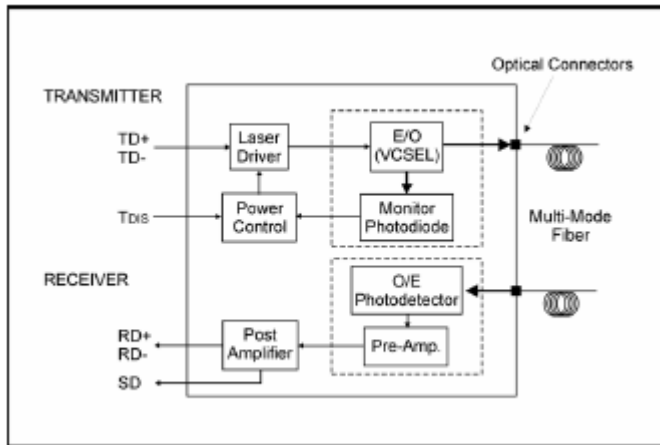 Optical Connectors
TRANSMITTER
TD+
TD-
Laser
Driver
E/O
(VCSEL)
TDIS
Power
Control
Monitor
Photodiode
Multi-Mode
Fiber
RECEIVER
O/E
Photodetector
RD+
RD-
Post
Amplifier
Pre-Amp.
SD